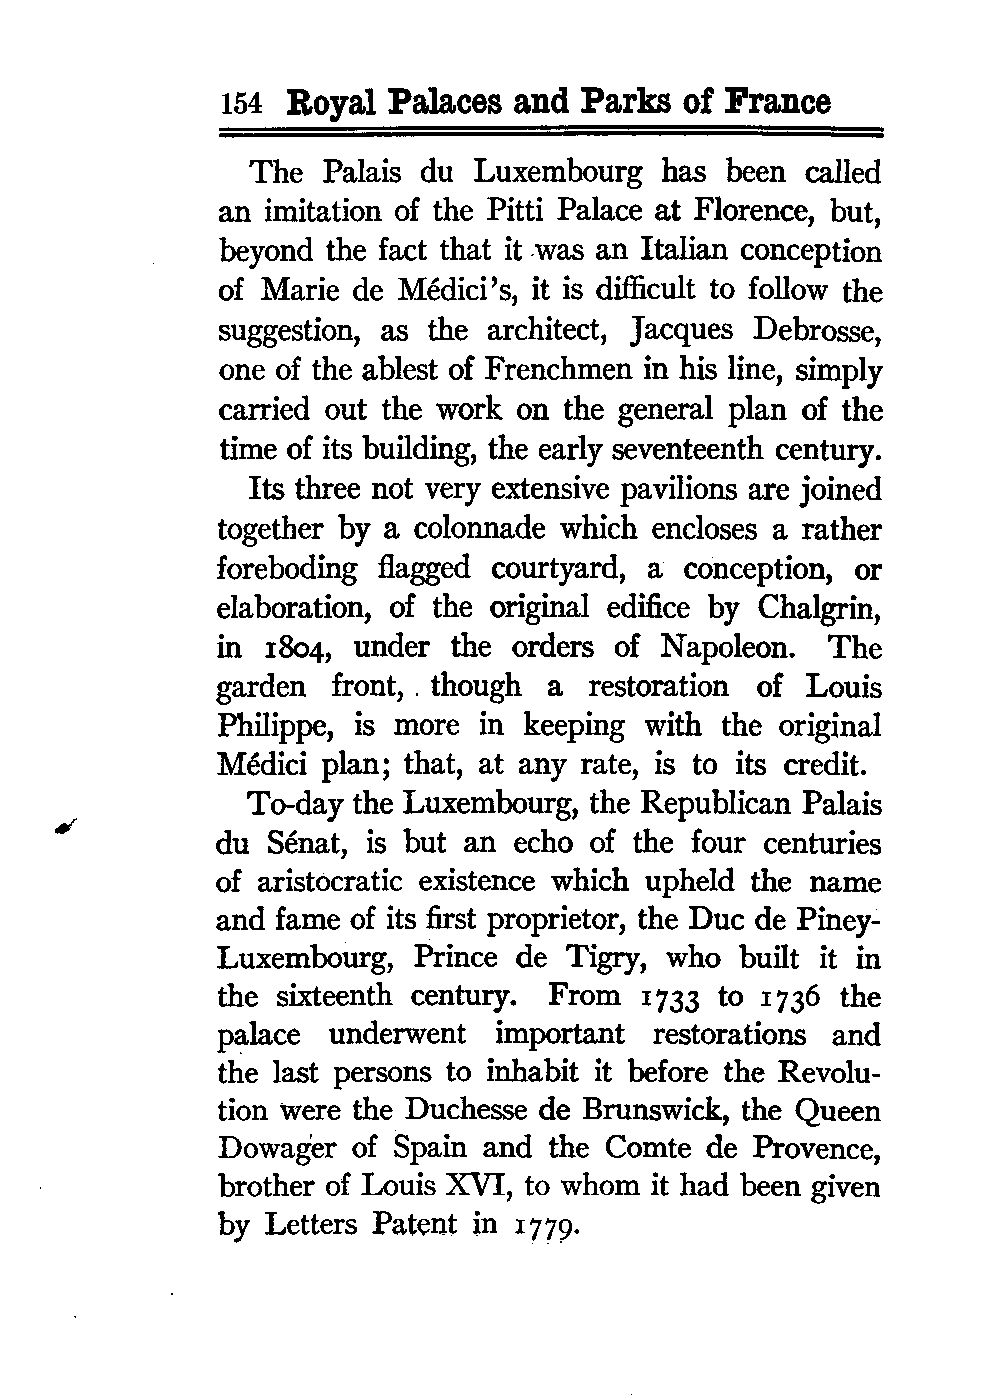 154 Royal Palaces and Parks of France
The Palais du Luxembourg has been called
an imitation of the Pitti Palace at Florence, but,
beyond the fact that it was an Italian conception
of Marie de Médici's, it is difficult to follow the
suggestion, as the architect, Jacques Debrosse,
one of the ablest of Frenchmen in his line, simply
carried out the work on the general plan of the
time of its building, the early seventeenth century.
Its three not very extensive pavilions are joined
together by a colonnade which encloses a rather
foreboding flagged courtyard, a conception, or
elaboration, of the original edifice by Chalgrin,
in 1804, under the orders of Napoleon. The
garden front, though a restoration of Louis
Philippe, is more in keeping with the original
Médici plan; that, at any rate, is to its credit.
To-day the Luxembourg, the Republican Palais
du Sénat, is but an echo of the four centuries
of aristocratic existence which upheld the name
and fame of its first proprietor, the Duc de Piney-
Luxembourg, Prince de Tigry, who built it in
the sixteenth century. From 1733 to 1736 the
palace underwent important restorations and
the last persons to inhabit it before the Revolu-
tion were the Duchesse de Brunswick, the Queen
Dowager of Spain and the Comte de Provence,
brother of Louis XVI, to whom it had been given
by Letters Patent in 1779.